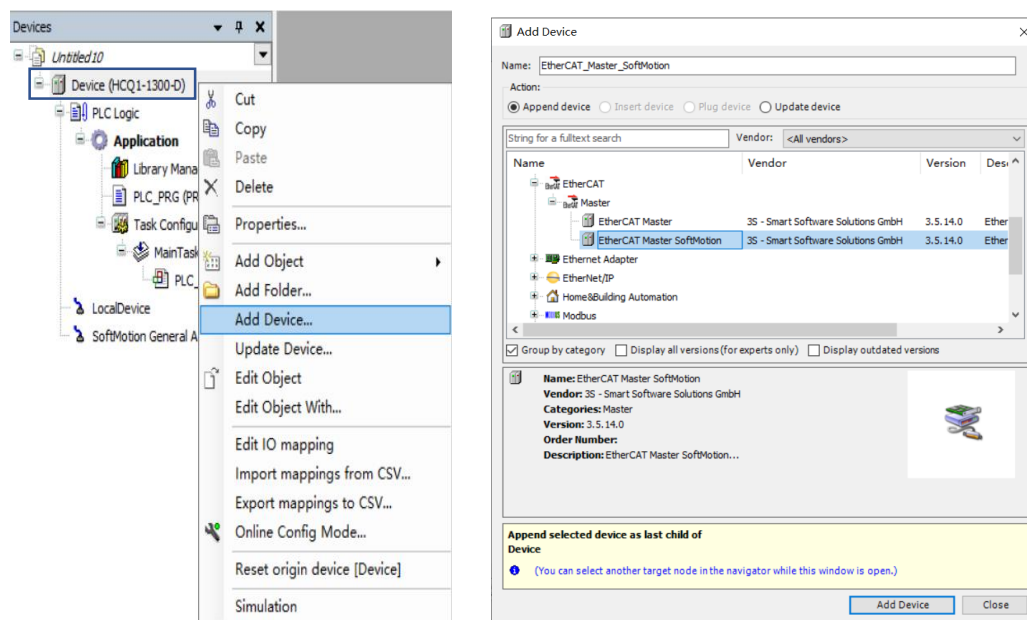 Devices
Untitled10
Device (HCQ1-1300-D)
PLC Logic
Application
Library Mana
PLC_PRG (PR
Task Configu
MainTask
PLC_
LocalDevice
SoftMotion General A
Cut
Copy
Paste
Delete
Properties...
Add Object
Add Folder...
Add Device...
Update Device...
Edit Object
Edit Object With...
Edit IO mapping
Import mappings from CSV...
Export mappings to CSV...
Online Config Mode...
Reset origin device [Device]
Simulation
Add Device
Name: EtherCAT_Master_SoftMotion
Action:
Append device Insert device Plug device Update device
String for a fulltext search Vendor: <All vendors>
Name Vendor Version Desc
EtherCAT
Master
EtherCAT Master 3S - Smart Software Solutions GmbH 3.5.14.0 Ether
EtherCAT Master SoftMotion 3S - Smart Software Solutions GmbH 3.5.14.0 Ether
Ethernet Adapter
EtherNet/IP
Home&Building Automation
Modbus
Group by category Display all versions (for experts only) Display outdated versions
Name: EtherCAT Master SoftMotion
Vendor: 3S - Smart Software Solutions GmbH
Categories: Master
Version: 3.5.14.0
Order Number:
Description: EtherCAT Master SoftMotion...
Append selected device as last child of
Device
(You can select another target node in the navigator while this window is open.)
Add Device Close